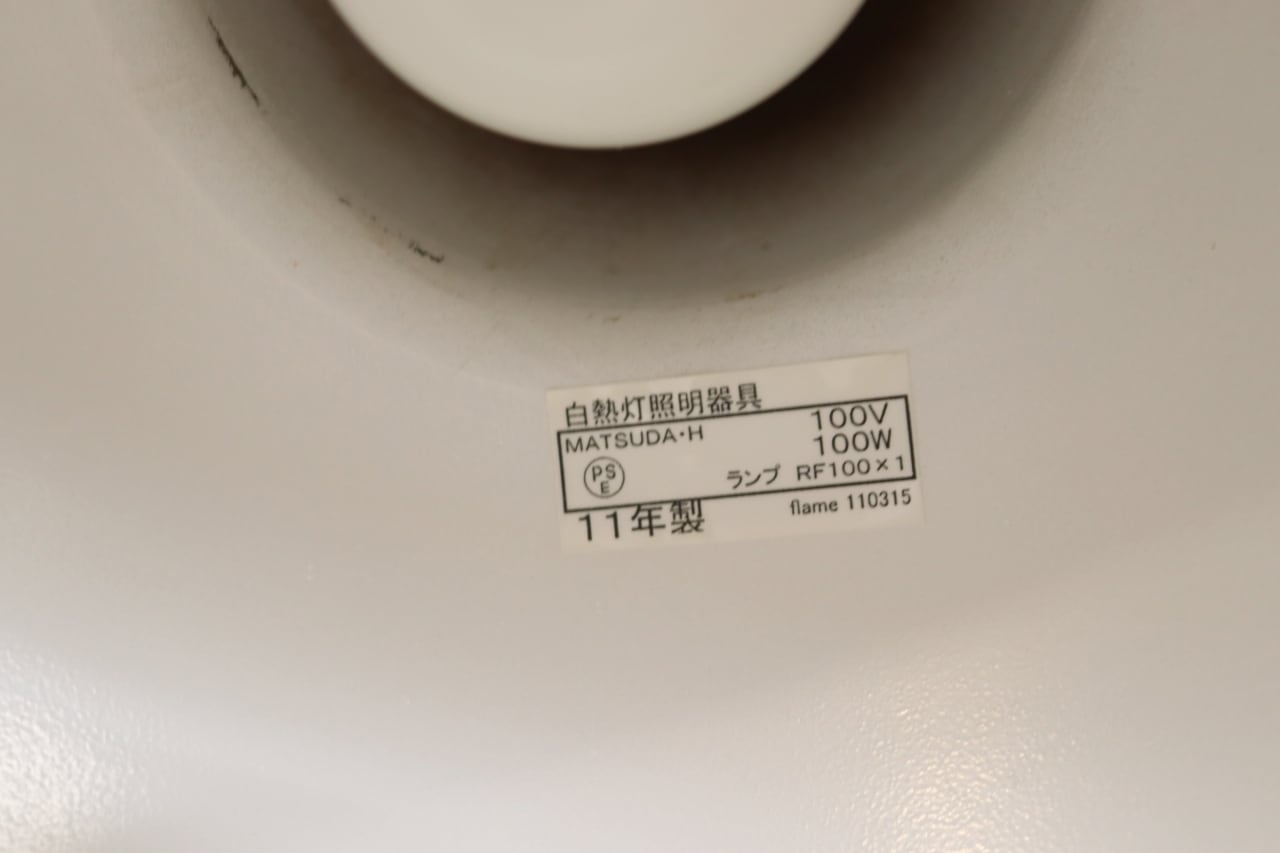 白熱灯照明器具
MATSUDA・H 100V
100W
PSE ランプ RF100×1
11年製 flame 110315